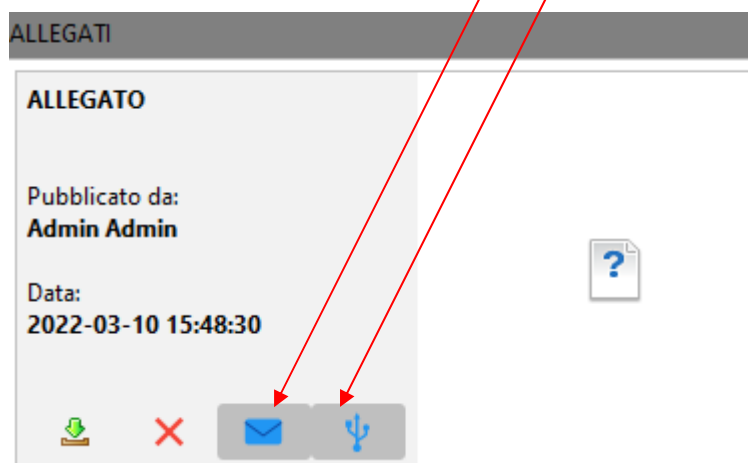 ALLEGATI
ALLEGATO
Pubblicato da:
Admin Admin
Data:
2022-03-10 15:48:30
?